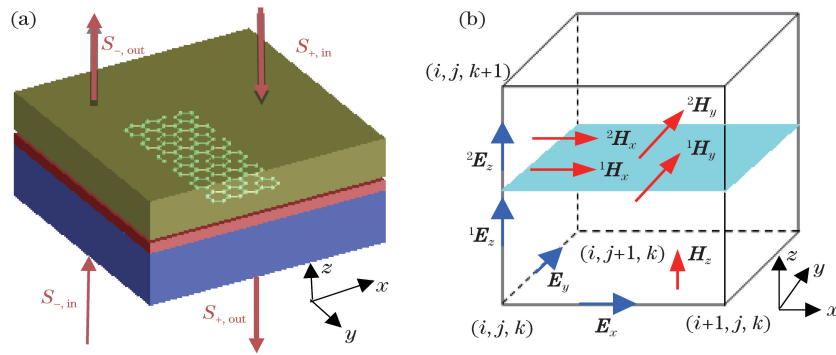 (a)
S−, out
S+, in
S−, in
S+, out
z
x
y
(b)
(i, j, k+1)
²Hy
²Hx
²Ez
¹Hx
¹Hy
¹Ez
(i, j+1, k)
Hz
Ey
z
y
x
(i, j, k)
Ex
(i+1, j, k)